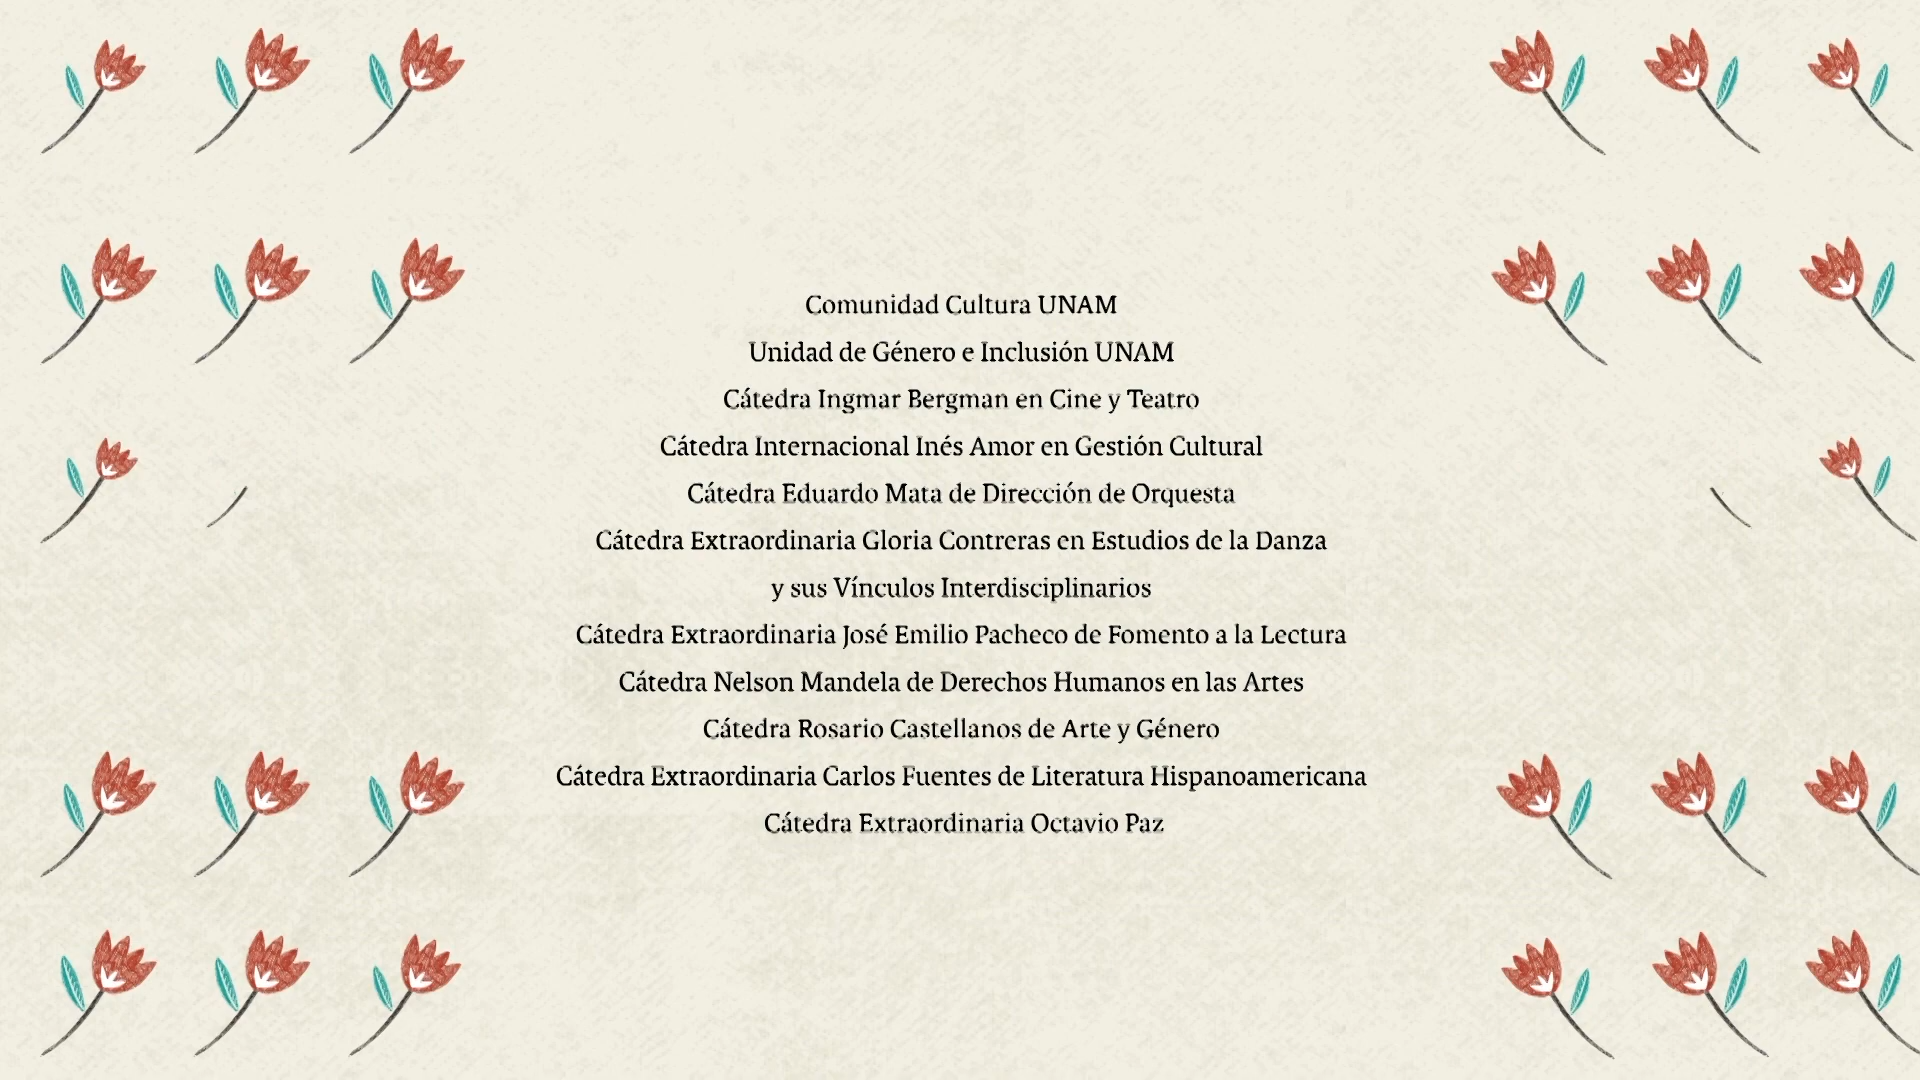 Comunidad Cultura UNAM
Unidad de Género e Inclusión UNAM
Cátedra Ingmar Bergman en Cine y Teatro
Cátedra Internacional Inés Amor en Gestión Cultural
Cátedra Eduardo Mata de Dirección de Orquesta
Cátedra Extraordinaria Gloria Contreras en Estudios de la Danza
y sus Vínculos Interdisciplinarios
Cátedra Extraordinaria José Emilio Pacheco de Fomento a la Lectura
Cátedra Nelson Mandela de Derechos Humanos en las Artes
Cátedra Rosario Castellanos de Arte y Género
Cátedra Extraordinaria Carlos Fuentes de Literatura Hispanoamericana
Cátedra Extraordinaria Octavio Paz